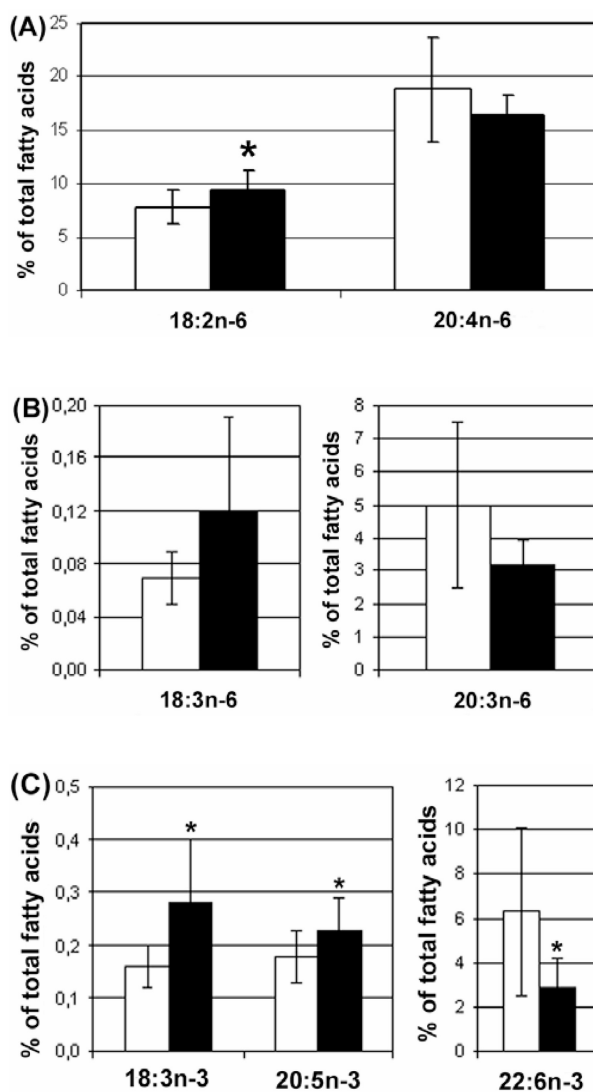 (A)
% of total fatty acids
25
20
15
10
5
0
*
18:2n-6
20:4n-6
(B)
% of total fatty acids
0,20
0,16
0,12
0,08
0,04
0,00
18:3n-6
% of total fatty acids
8
7
6
5
4
3
2
1
0
20:3n-6
(C)
% of total fatty acids
0,5
0,4
0,3
0,2
0,1
0,0
*
*
18:3n-3
20:5n-3
% of total fatty acids
12
10
8
6
4
2
0
*
22:6n-3